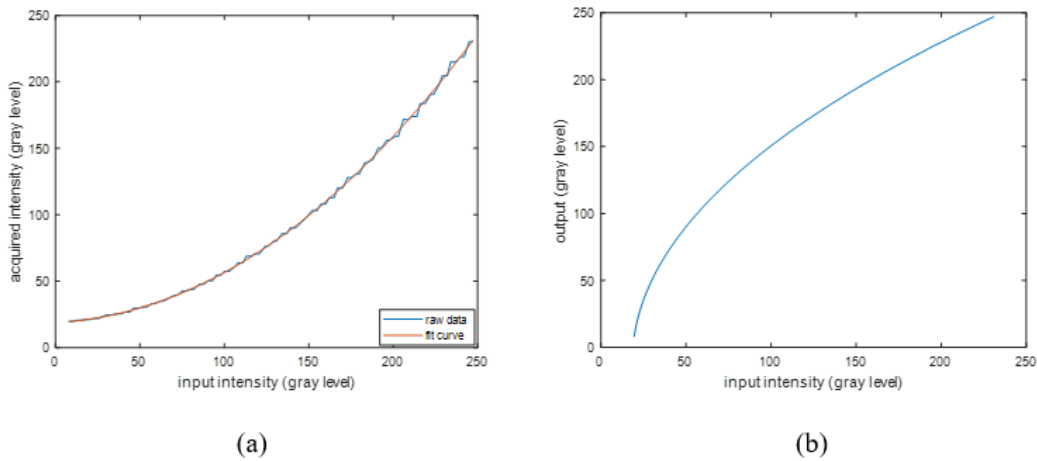 250
200
150
100
50
0
acquired intensity (gray level)
0 50 100 150 200 250
input intensity (gray level)
raw data
fit curve
(a)
250
200
150
100
50
0
output (gray level)
0 50 100 150 200 250
input intensity (gray level)
(b)